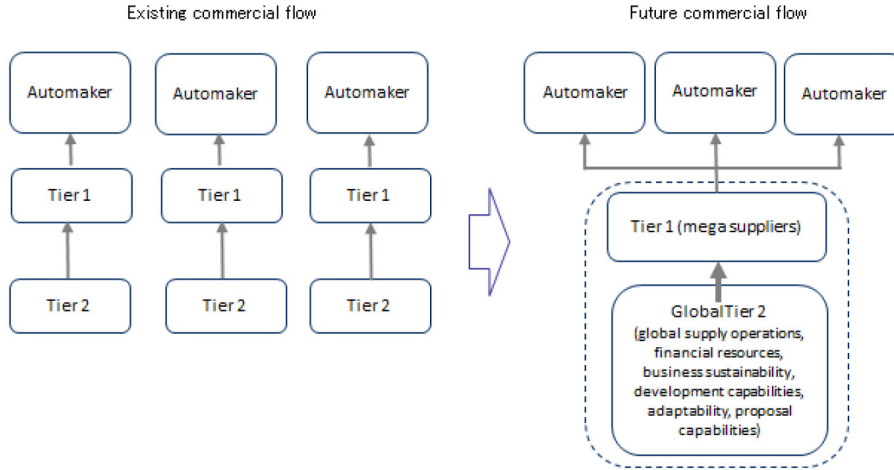 Existing commercial flow
Automaker
Automaker
Automaker
Tier 1
Tier 1
Tier 1
Tier 2
Tier 2
Tier 2
Future commercial flow
Automaker
Automaker
Automaker
Tier 1 (mega suppliers)
GlobalTier 2
(global supply operations,
financial resources,
business sustainability,
development capabilities,
adaptability, proposal
capabilities)